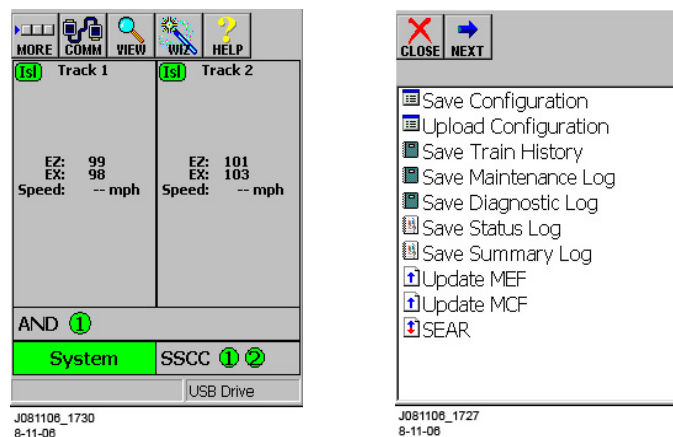 MORE COMM VIEW WIZ HELP
Isl Track 1
Isl Track 2
EZ: 99
EX: 98
Speed: -- mph
EZ: 101
EX: 103
Speed: -- mph
AND 1
System
SSCC 1 2
USB Drive
J081106_1730
8-11-06
CLOSE NEXT
Save Configuration
Upload Configuration
Save Train History
Save Maintenance Log
Save Diagnostic Log
Save Status Log
Save Summary Log
Update MEF
Update MCF
SEAR
J081106_1727
8-11-06